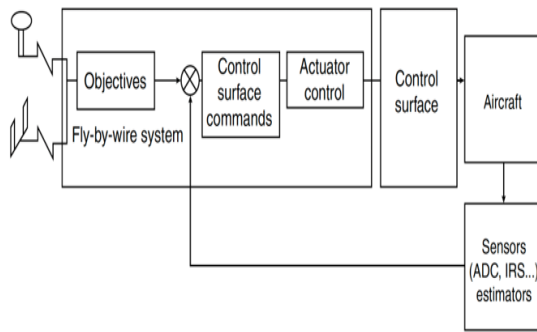 Objectives
Fly-by-wire system
Control
surface
commands
Actuator
control
Control
surface
Aircraft
Sensors
(ADC, IRS...)
estimators